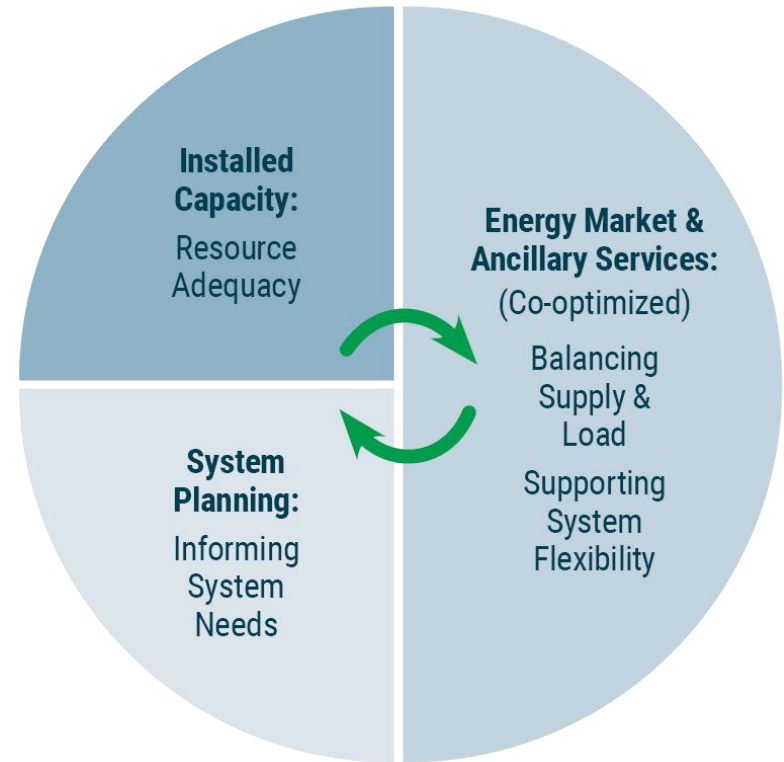 Installed
Capacity:
Resource
Adequacy
Energy Market &
Ancillary Services:
(Co-optimized)
Balancing
Supply &
Load
Supporting
System
Flexibility
System
Planning:
Informing
System
Needs